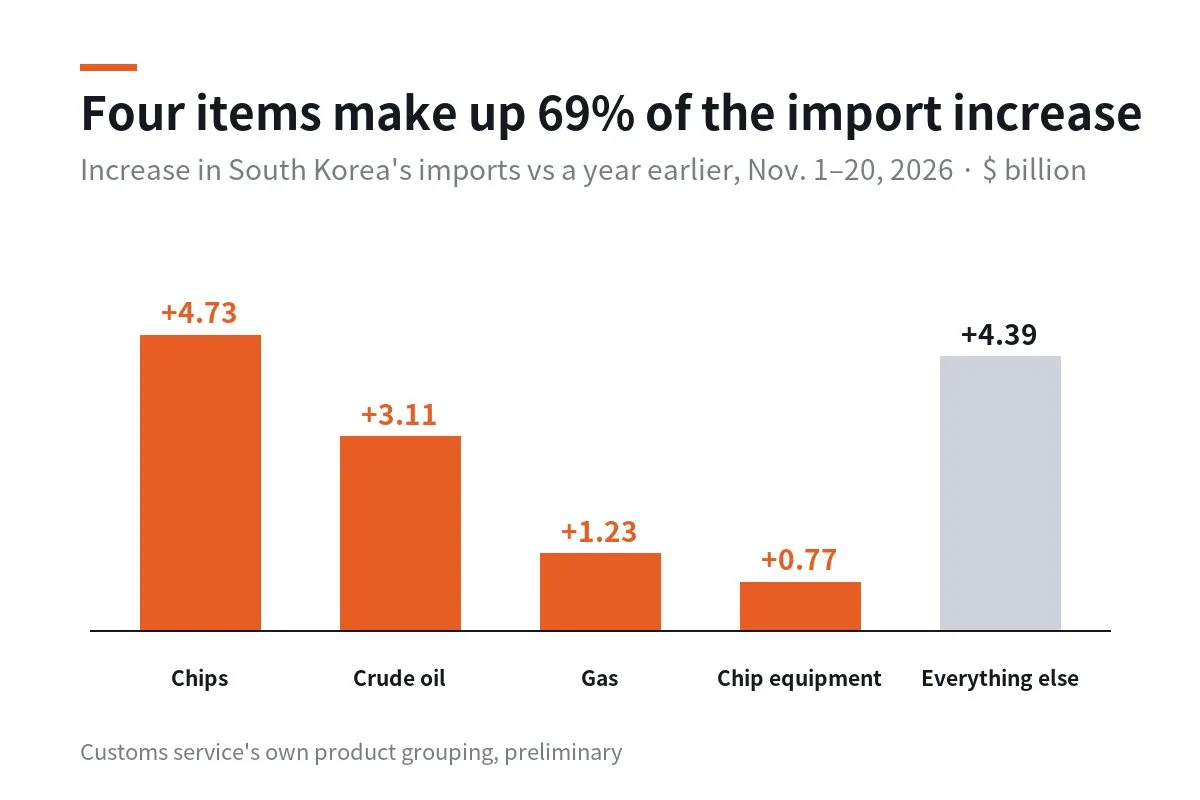 Four items make up 69% of the import increase
Increase in South Korea's imports vs a year earlier, Nov. 1–20, 2026 · $ billion
+4.73
+3.11
+1.23
+0.77
+4.39
Chips
Crude oil
Gas
Chip equipment
Everything else
Customs service's own product grouping, preliminary